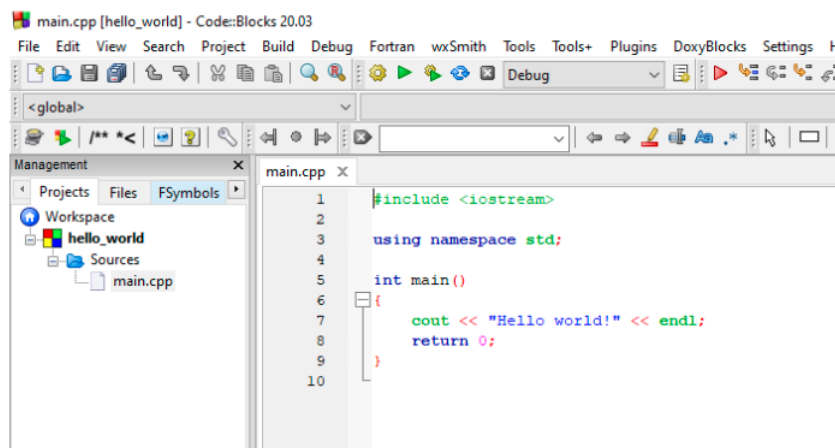 main.cpp [hello_world] - Code::Blocks 20.03
File Edit View Search Project Build Debug Fortran wxSmith Tools Tools+ Plugins DoxyBlocks Settings
Debug
<global>
/** *<
Management
main.cpp
Projects Files FSymbols
Workspace
hello_world
Sources
main.cpp
1 #include <iostream>
2
3 using namespace std;
4
5 int main()
6 {
7 cout << "Hello world!" << endl;
8 return 0;
9 }
10